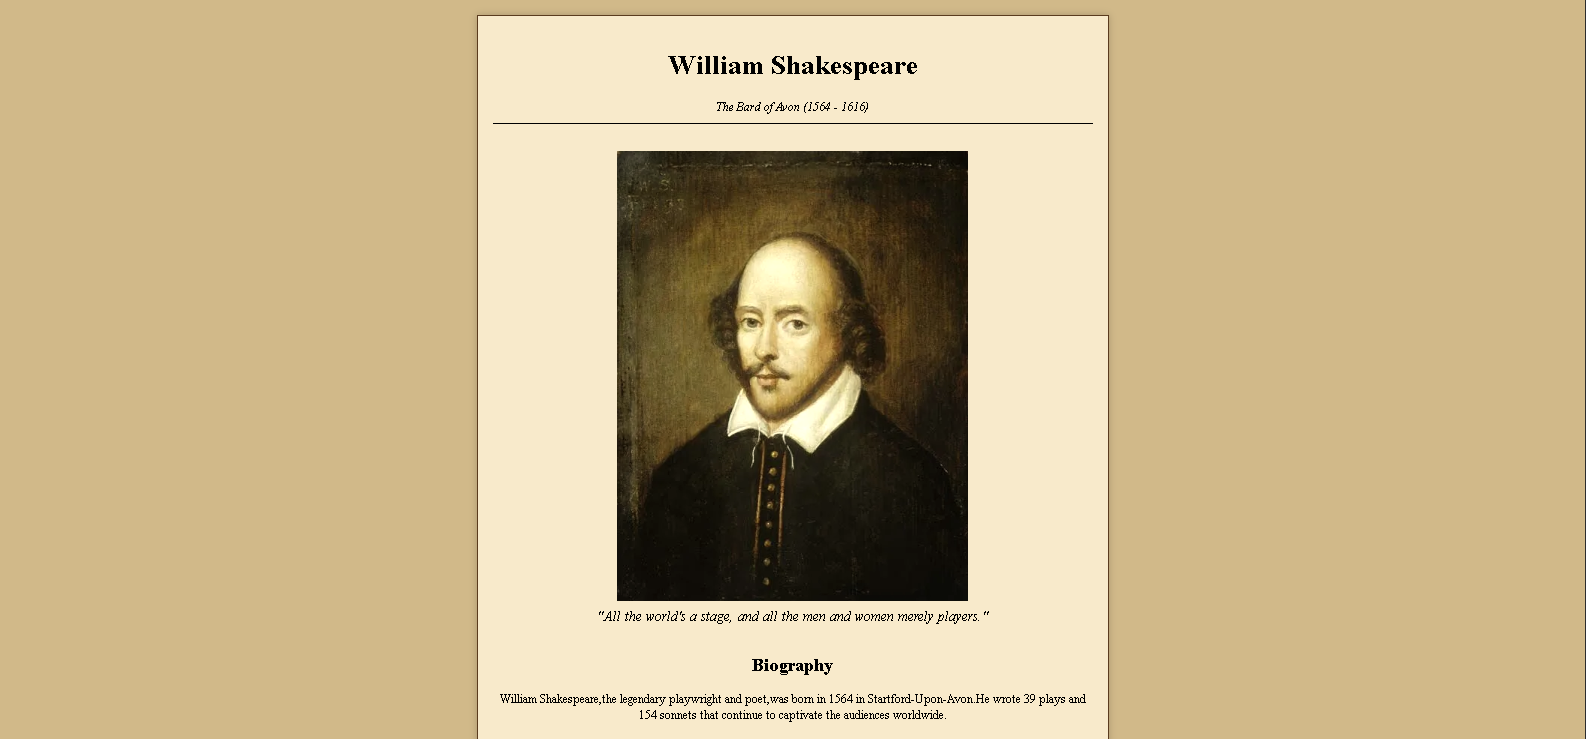 William Shakespeare
The Bard of Avon (1564 - 1616)
"All the world's a stage, and all the men and women merely players."
Biography
William Shakespeare,the legendary playwright and poet,was born in 1564 in Startford-Upon-Avon.He wrote 39 plays and
154 sonnets that continue to captivate the audiences worldwide.